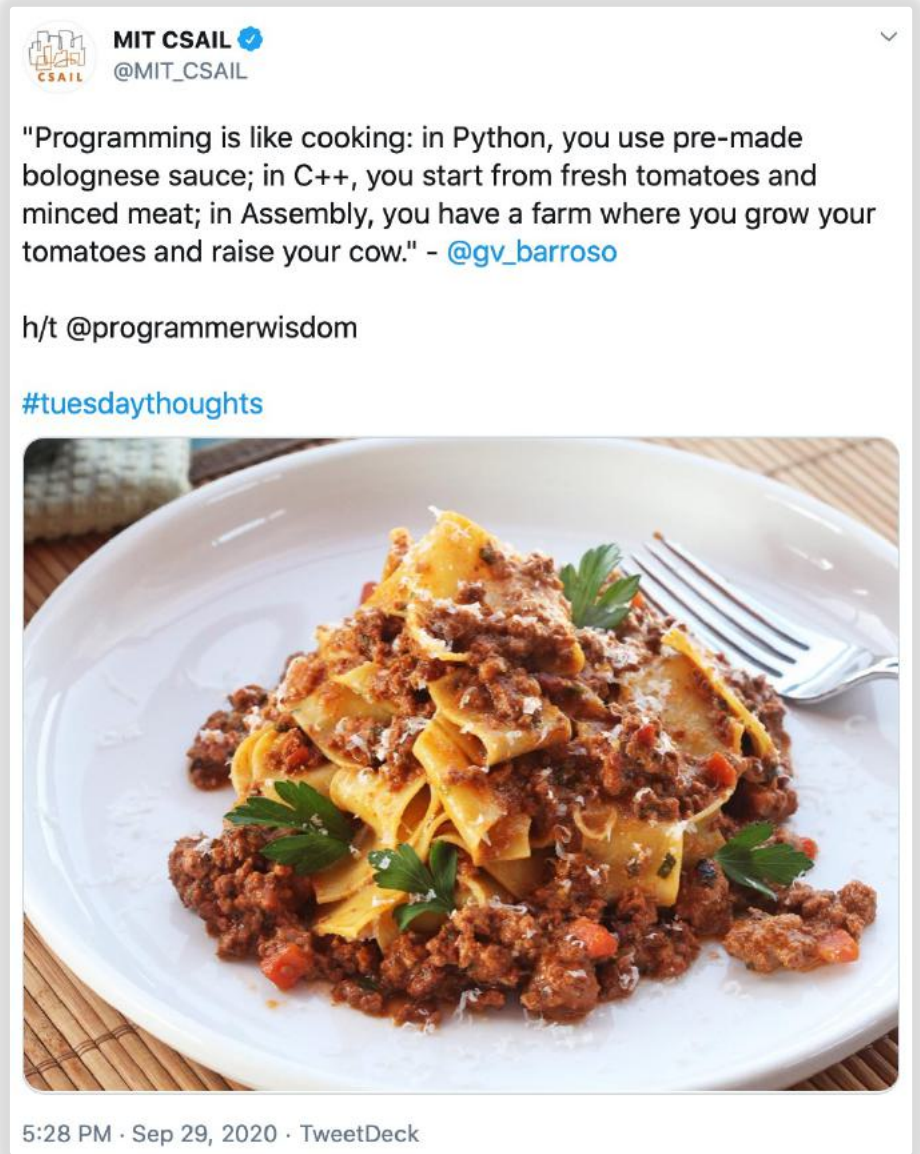 MIT CSAIL
@MIT_CSAIL
CSAIL
"Programming is like cooking: in Python, you use pre-made
bolognese sauce; in C++, you start from fresh tomatoes and
minced meat; in Assembly, you have a farm where you grow your
tomatoes and raise your cow." - @gv_barroso
h/t @programmerwisdom
#tuesdaythoughts
5:28 PM · Sep 29, 2020 · TweetDeck